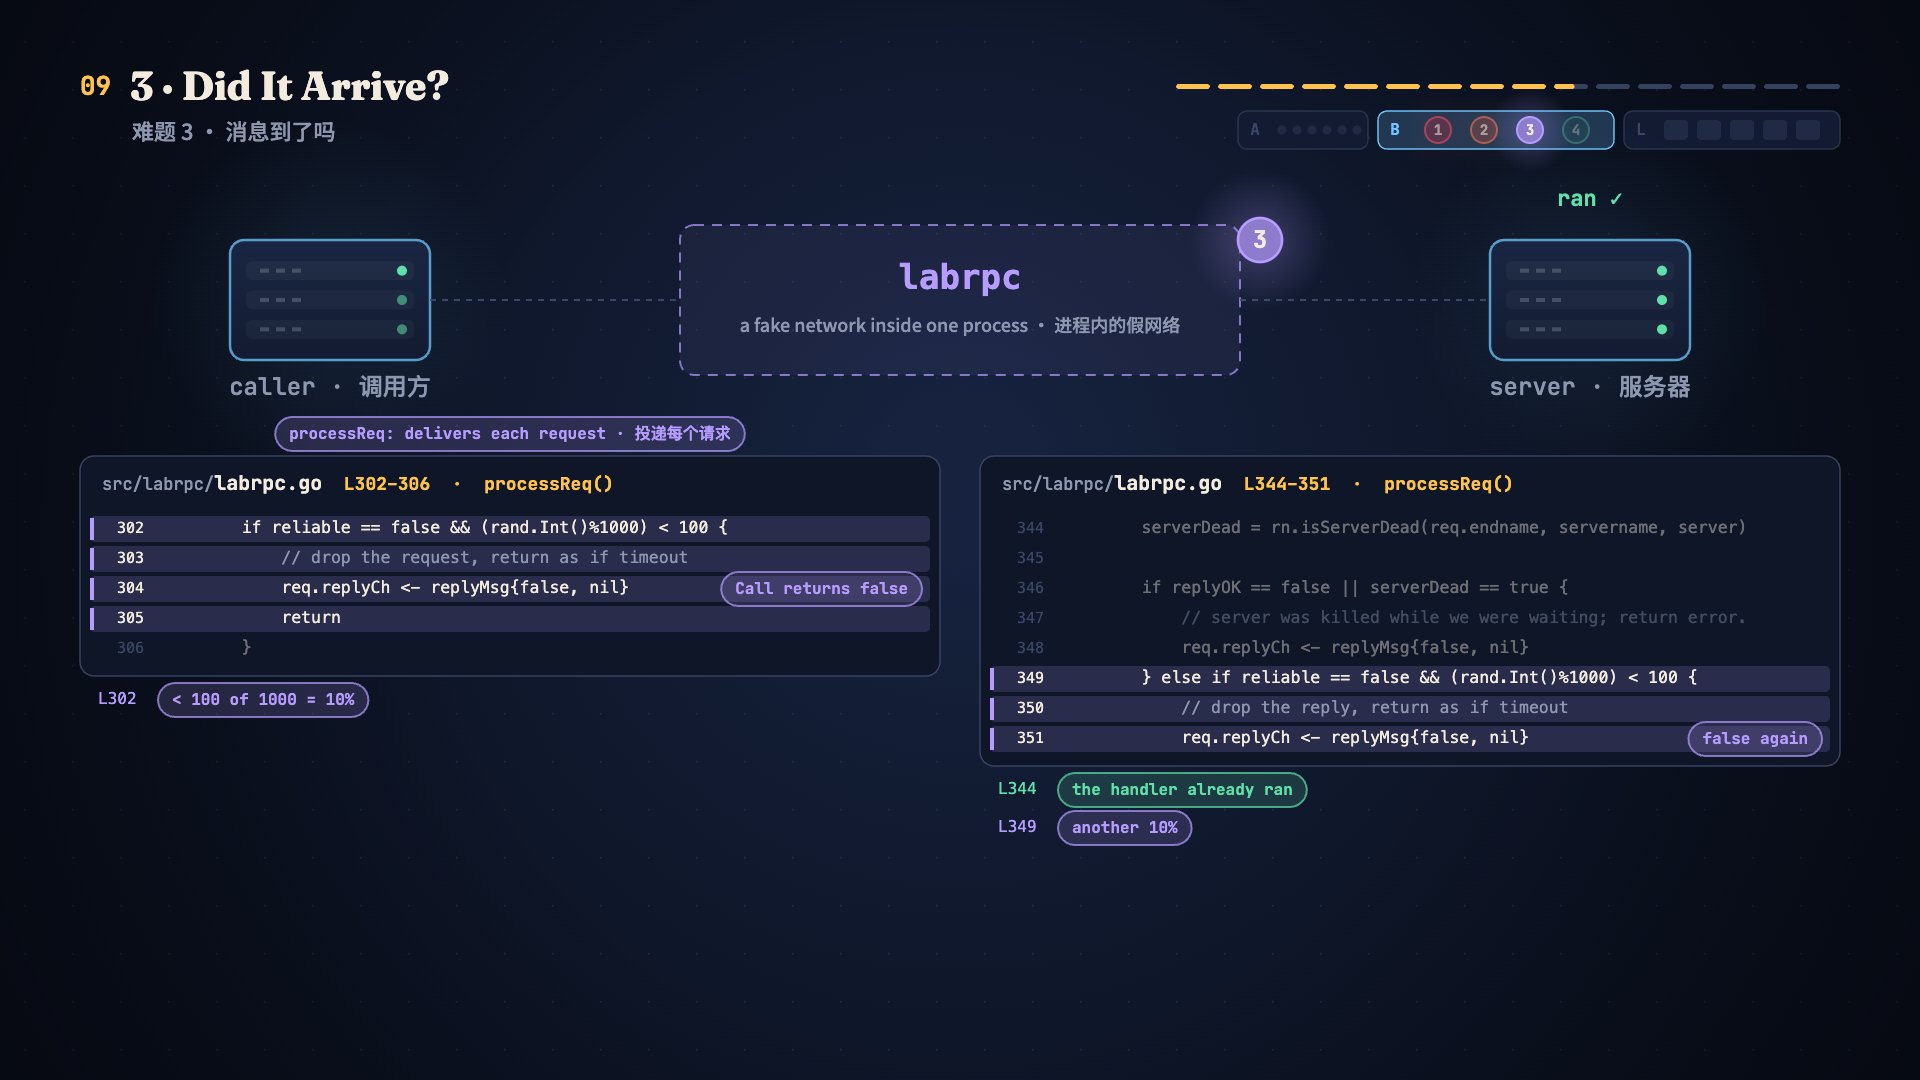 09 3 · Did It Arrive?
难题 3 · 消息到了吗
A B 1 2 3 4 L
ran ✓
3
labrpc
a fake network inside one process · 进程内的假网络
caller · 调用方
server · 服务器
processReq: delivers each request · 投递每个请求
src/labrpc/labrpc.go L302-306 · processReq()
302 if reliable == false && (rand.Int()%1000) < 100 {
303 // drop the request, return as if timeout
304 req.replyCh <- replyMsg{false, nil} Call returns false
305 return
306 }
L302 < 100 of 1000 = 10%
src/labrpc/labrpc.go L344-351 · processReq()
344 serverDead = rn.isServerDead(req.endname, servername, server)
345
346 if replyOK == false || serverDead == true {
347 // server was killed while we were waiting; return error.
348 req.replyCh <- replyMsg{false, nil}
349 } else if reliable == false && (rand.Int()%1000) < 100 {
350 // drop the reply, return as if timeout
351 req.replyCh <- replyMsg{false, nil} false again
L344 the handler already ran
L349 another 10%